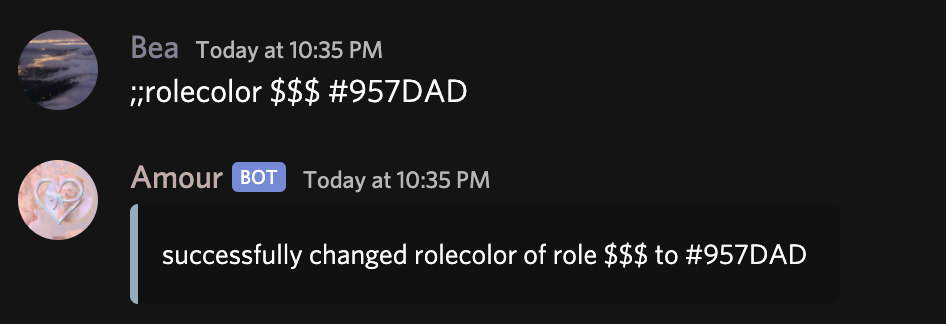 Bea Today at 10:35 PM
;;rolecolor $$$ #957DAD
Amour BOT Today at 10:35 PM
successfully changed rolecolor of role $$$ to #957DAD